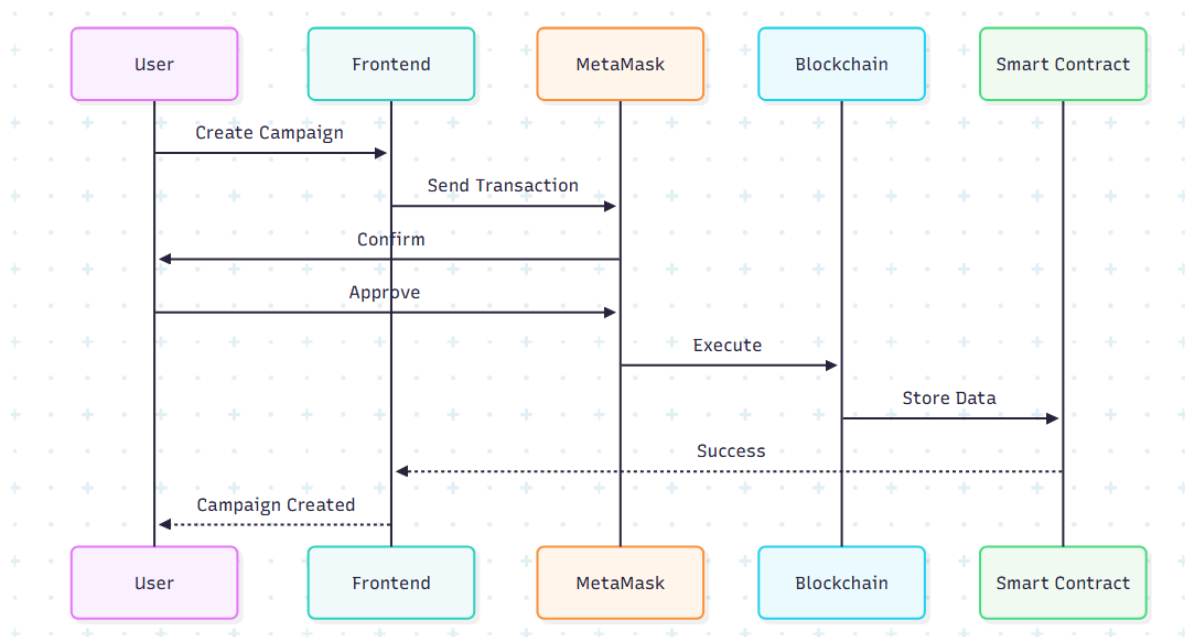 User
Frontend
MetaMask
Blockchain
Smart Contract
Create Campaign
Send Transaction
Confirm
Approve
Execute
Store Data
Success
Campaign Created
User
Frontend
MetaMask
Blockchain
Smart Contract